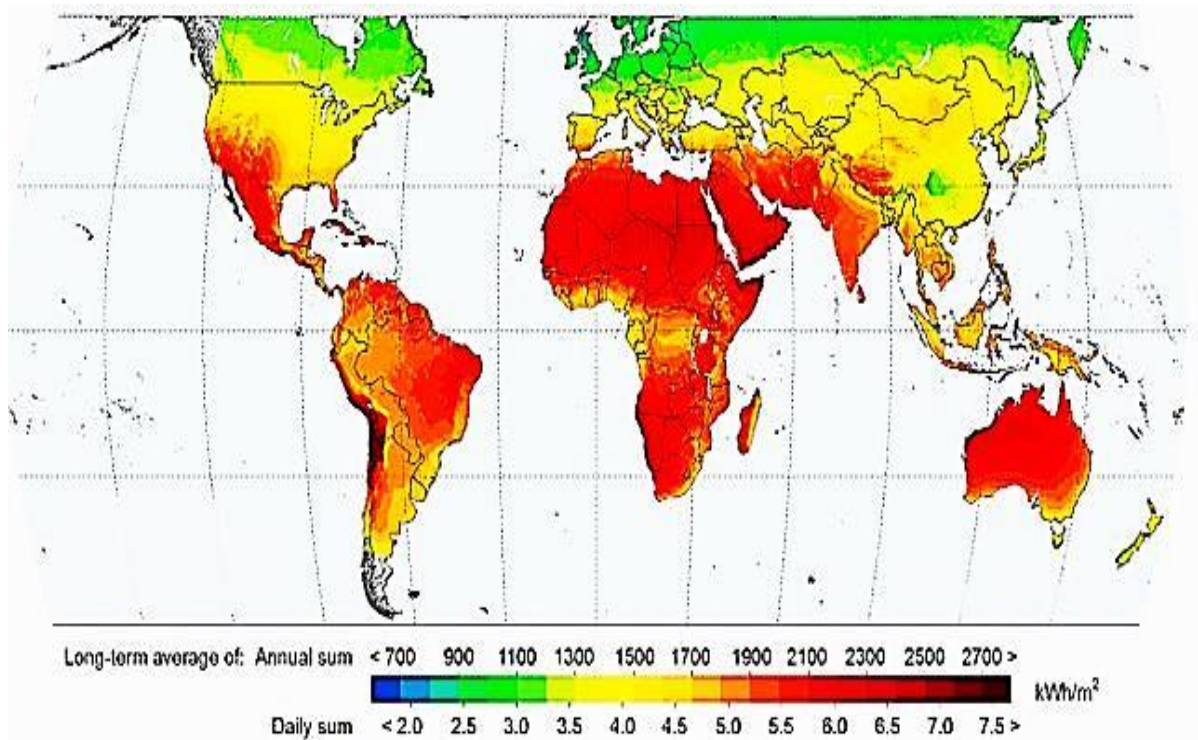 Long-term average of: Annual sum < 700 900 1100 1300 1500 1700 1900 2100 2300 2500 2700 >
kWh/m²
Daily sum < 2.0 2.5 3.0 3.5 4.0 4.5 5.0 5.5 6.0 6.5 7.0 7.5 >